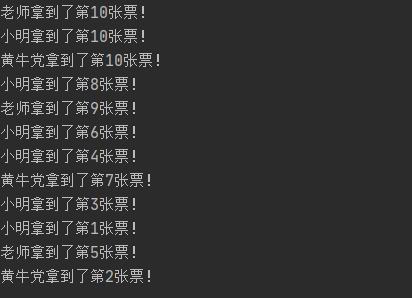 老师拿到了第10张票!
小明拿到了第10张票!
黄牛党拿到了第10张票!
小明拿到了第8张票!
老师拿到了第9张票!
小明拿到了第6张票!
小明拿到了第4张票!
黄牛党拿到了第7张票!
小明拿到了第3张票!
小明拿到了第1张票!
老师拿到了第5张票!
黄牛党拿到了第2张票!